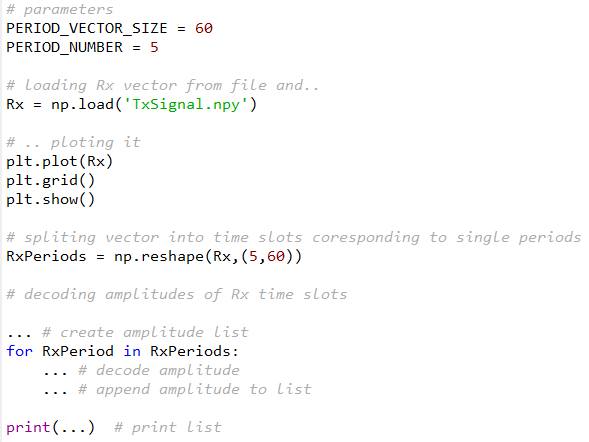 # parameters
PERIOD_VECTOR_SIZE = 60
PERIOD_NUMBER = 5
# loading Rx vector from file and..
Rx = np.load('TxSignal.npy')
# .. ploting it
plt.plot(Rx)
plt.grid()
plt.show()
# spliting vector into time slots coresponding to single periods
RxPeriods = np.reshape(Rx,(5,60))
# decoding amplitudes of Rx time slots
... # create amplitude list
for RxPeriod in RxPeriods:
    ... # decode amplitude
    ... # append amplitude to list
print(...)  # print list